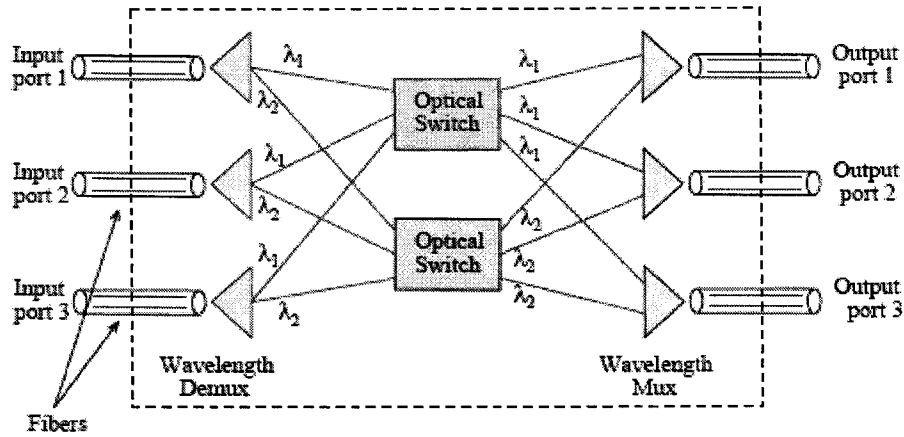 Input
port 1
λ1
λ2
Optical
Switch
λ1
λ1
λ1
Output
port 1
Input
port 2
λ1
λ2
Output
port 2
Optical
Switch
λ2
λ2
λ2
Input
port 3
λ1
λ2
Output
port 3
Wavelength
Demux
Wavelength
Mux
Fibers